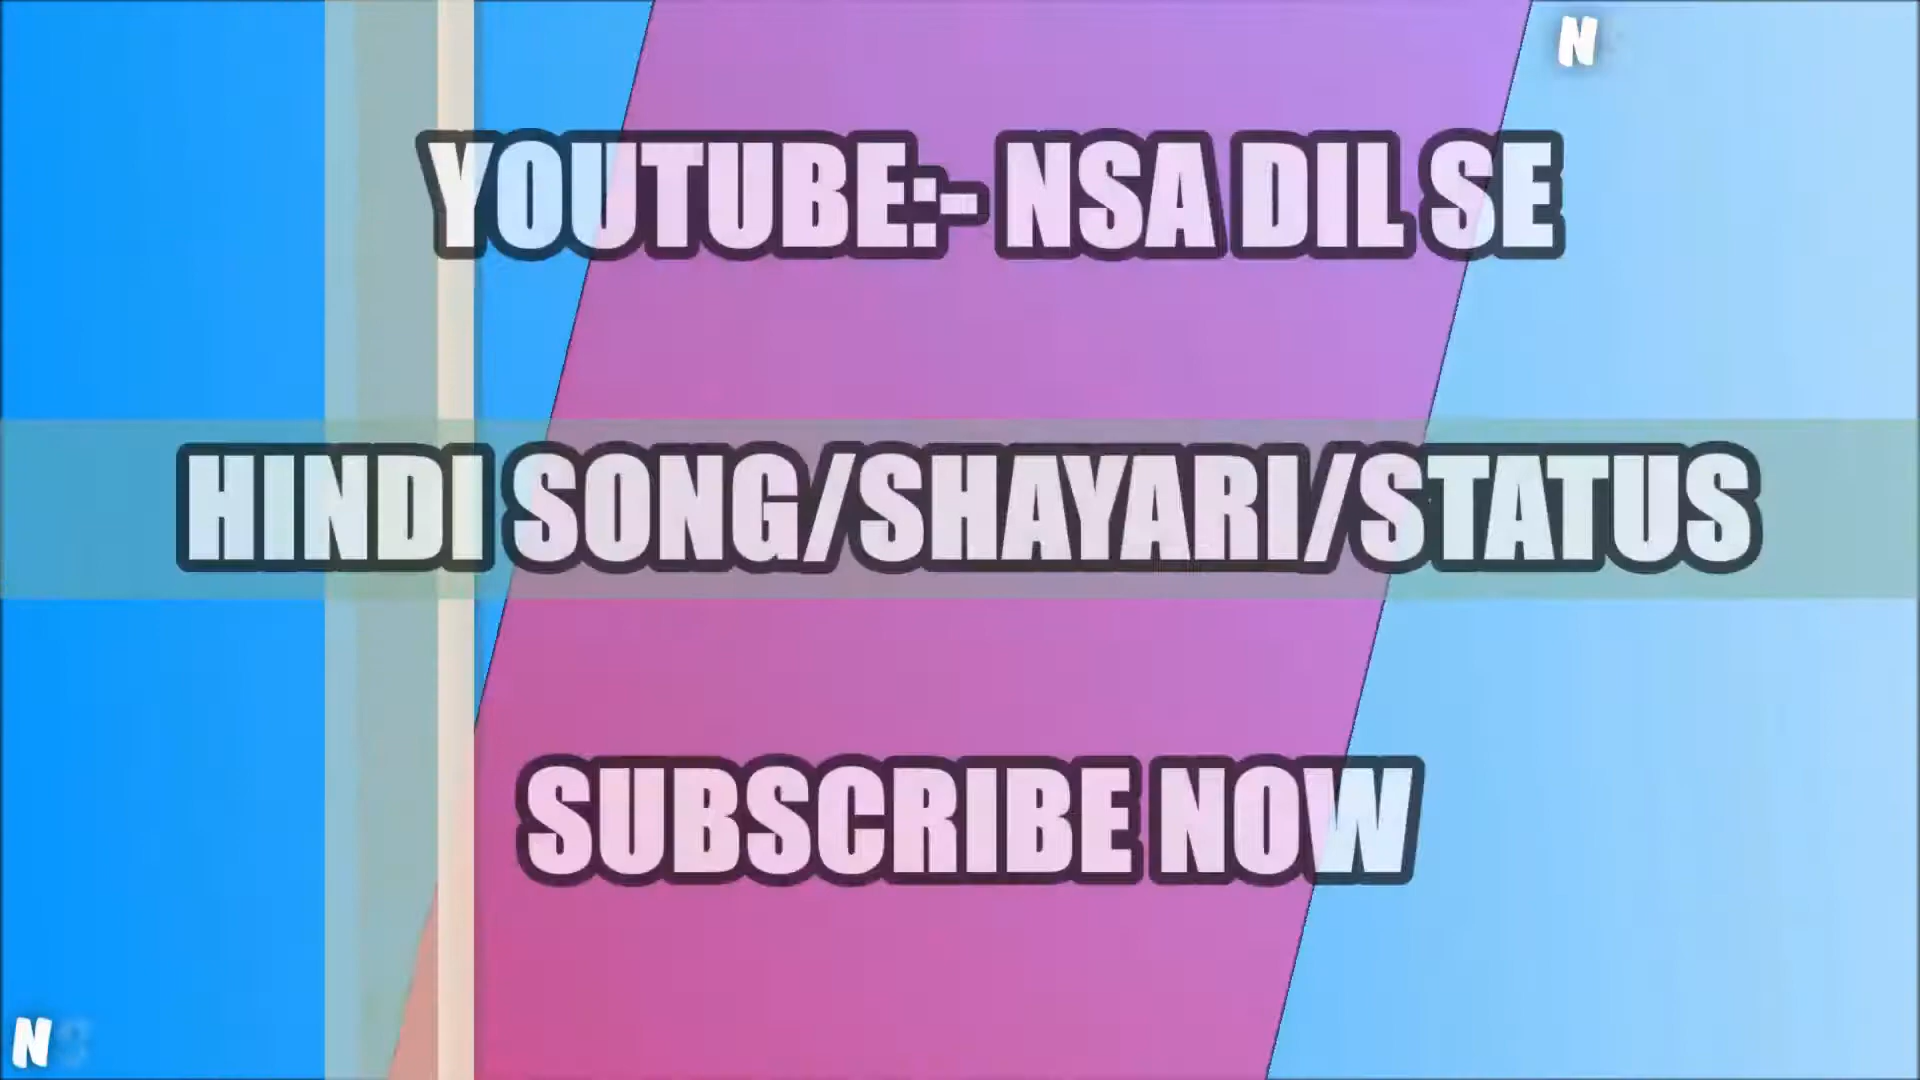 N
YOUTUBE:- NSA DIL SE
HINDI SONG/SHAYARI/STATUS
SUBSCRIBE NOW
N